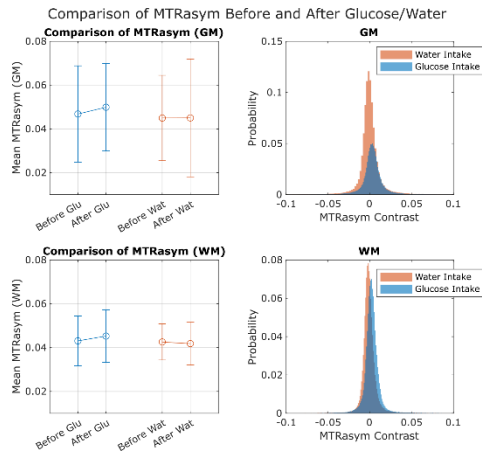 Comparison of MTRasym Before and After Glucose/Water
Comparison of MTRasym (GM)
Mean MTRasym (GM)
0.08
0.06
0.04
0.02
Before Glu
After Glu
Before Wat
After Wat
GM
Probability
0.15
0.1
0.05
0
-0.1
-0.05
0
0.05
0.1
MTRasym Contrast
Water Intake
Glucose Intake
Comparison of MTRasym (WM)
Mean MTRasym (WM)
0.08
0.06
0.04
0.02
Before Glu
After Glu
Before Wat
After Wat
WM
Probability
0.08
0.06
0.04
0.02
0
-0.1
-0.05
0
0.05
0.1
MTRasym Contrast
Water Intake
Glucose Intake